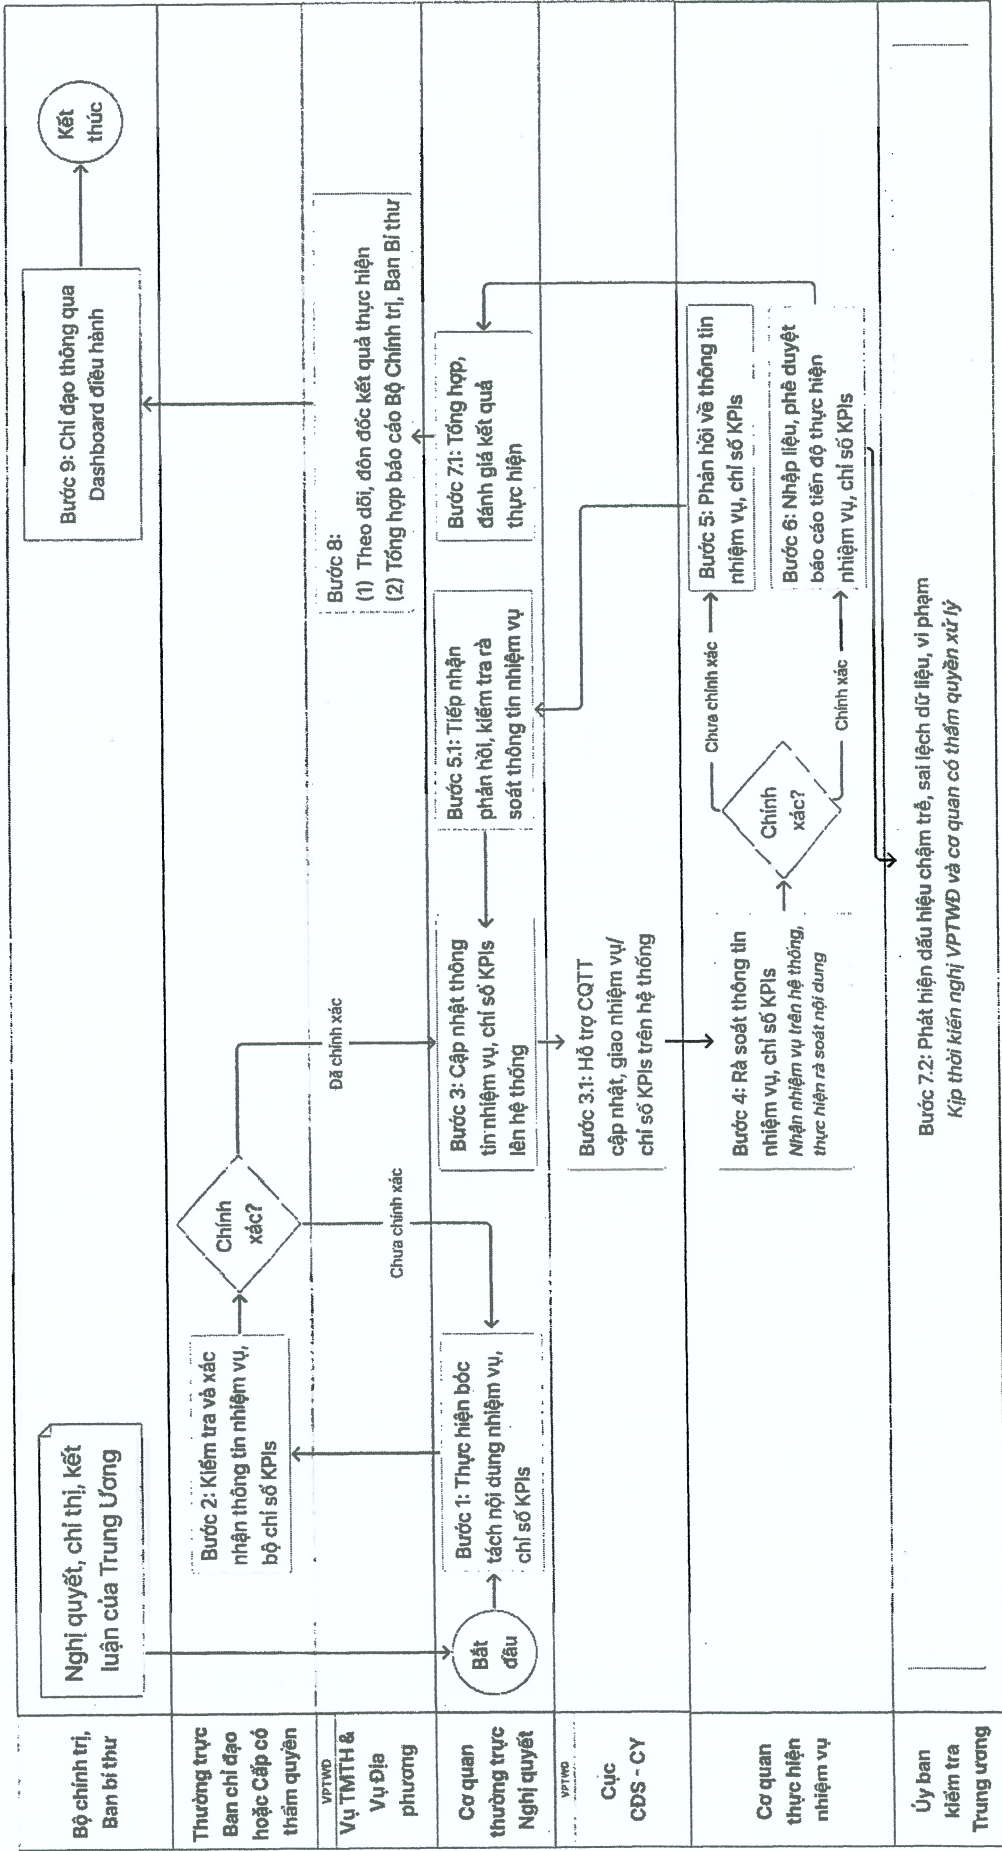 Bộ chính trị,
Ban bí thư
Nghị quyết, chỉ thị, kết
luận của Trung Ương
Bước 9: Chỉ đạo thông qua
Dashboard điều hành
Kết
thúc
Thường trực
Ban chỉ đạo
hoặc Cấp có
thẩm quyền
Bước 2: Kiểm tra và xác
nhận thông tin nhiệm vụ,
bộ chỉ số KPIs
Chính
xác?
VPTWĐ
Vụ TMTH &
Vụ Địa
phương
Chưa chính xác
Đã chính xác
Bước 8:
(1) Theo dõi, đôn đốc kết quả thực hiện
(2) Tổng hợp báo cáo Bộ Chính trị, Ban Bí thư
Cơ quan
thường trực
Nghị quyết
Bắt
đầu
Bước 1: Thực hiện bóc
tách nội dung nhiệm vụ,
chỉ số KPIs
Bước 3: Cập nhật thông
tin nhiệm vụ, chỉ số KPIs
lên hệ thống
Bước 5.1: Tiếp nhận
phản hồi, kiểm tra rà
soát thông tin nhiệm vụ
Bước 7.1: Tổng hợp,
đánh giá kết quả
thực hiện
VPTWĐ
Cục
CĐS - CY
Bước 3.1: Hỗ trợ CQTT
cập nhật, giao nhiệm vụ/
chỉ số KPIs trên hệ thống
Cơ quan
thực hiện
nhiệm vụ
Bước 4: Rà soát thông tin
nhiệm vụ, chỉ số KPIs
Nhận nhiệm vụ trên hệ thống,
thực hiện rà soát nội dung
Chính
xác?
Chưa chính xác
Chính xác
Bước 5: Phản hồi về thông tin
nhiệm vụ, chỉ số KPIs
Bước 6: Nhập liệu, phê duyệt
báo cáo tiến độ thực hiện
nhiệm vụ, chỉ số KPIs
Ủy ban
kiểm tra
Trung ương
Bước 7.2: Phát hiện dấu hiệu chậm trễ, sai lệch dữ liệu, vi phạm
Kịp thời kiến nghị VPTWĐ và cơ quan có thẩm quyền xử lý